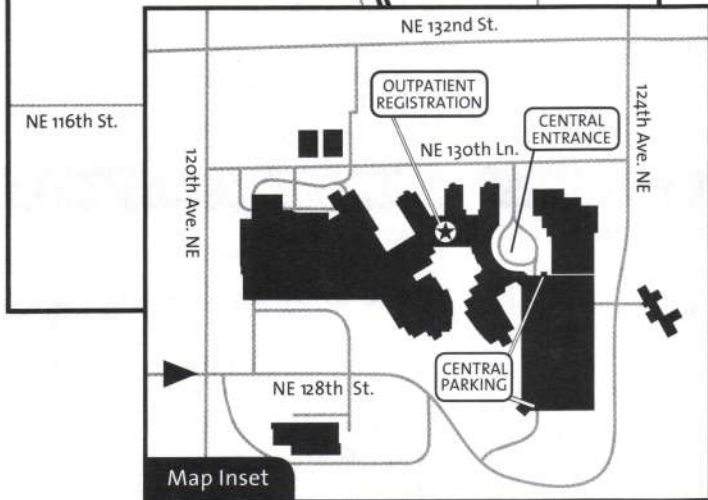 NE 132nd St.
OUTPATIENT
REGISTRATION
CENTRAL
ENTRANCE
124th Ave. NE
NE 116th St.
NE 130th Ln.
120th Ave. NE
CENTRAL
PARKING
NE 128th St.
Map Inset